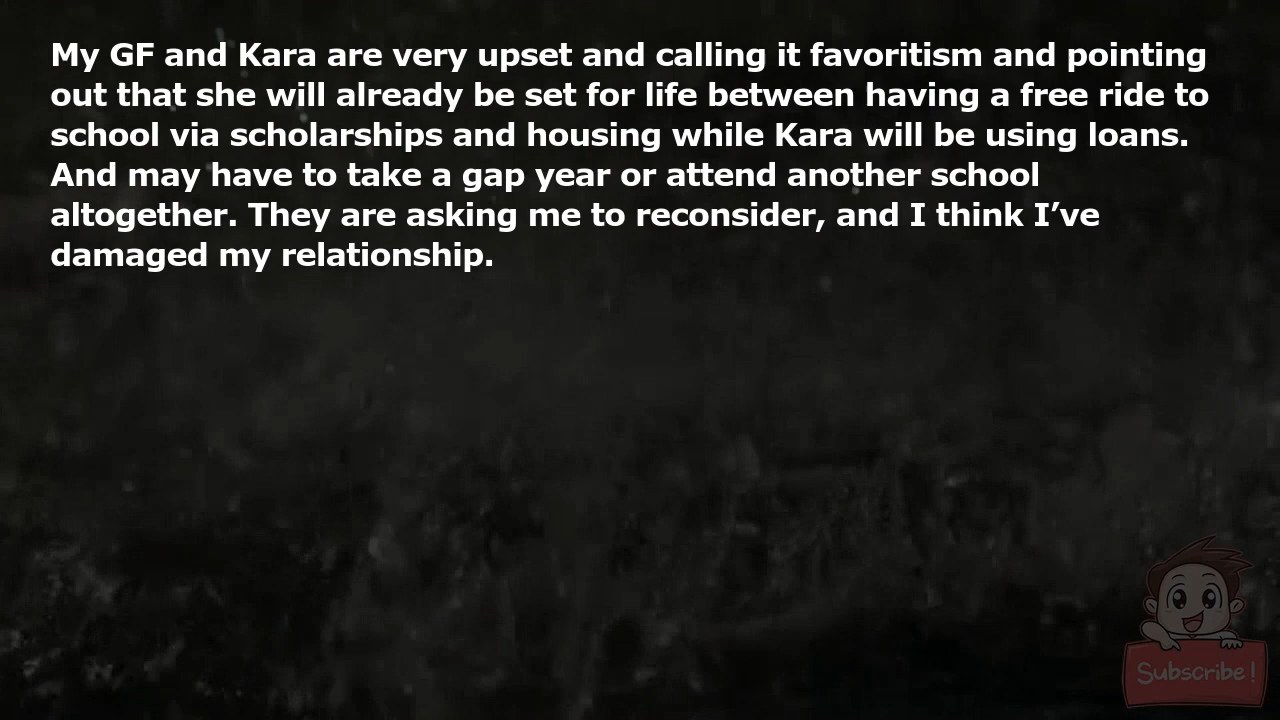 My GF and Kara are very upset and calling it favoritism and pointing
out that she will already be set for life between having a free ride to
school via scholarships and housing while Kara will be using loans.
And may have to take a gap year or attend another school
altogether. They are asking me to reconsider, and I think I’ve
damaged my relationship.
Subscribe!